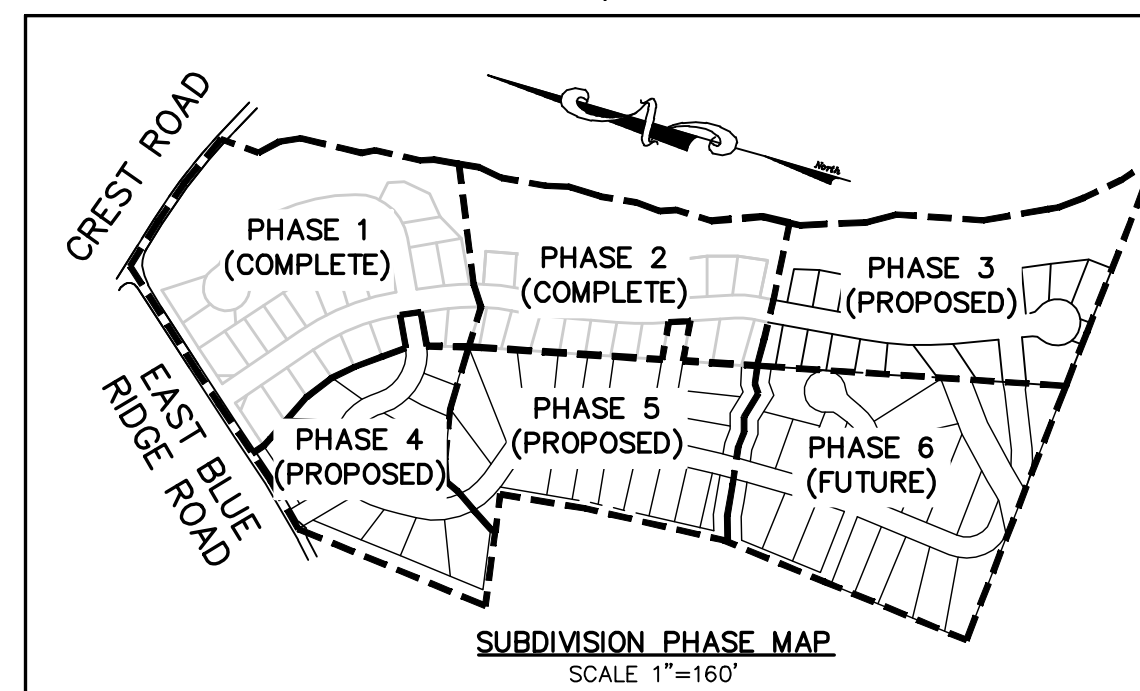 CREST ROAD
North
PHASE 1
(COMPLETE)
PHASE 2
(COMPLETE)
PHASE 3
(PROPOSED)
EAST BLUE
RIDGE ROAD
PHASE 4
(PROPOSED)
PHASE 5
(PROPOSED)
PHASE 6
(FUTURE)
SUBDIVISION PHASE MAP
SCALE 1"=160'